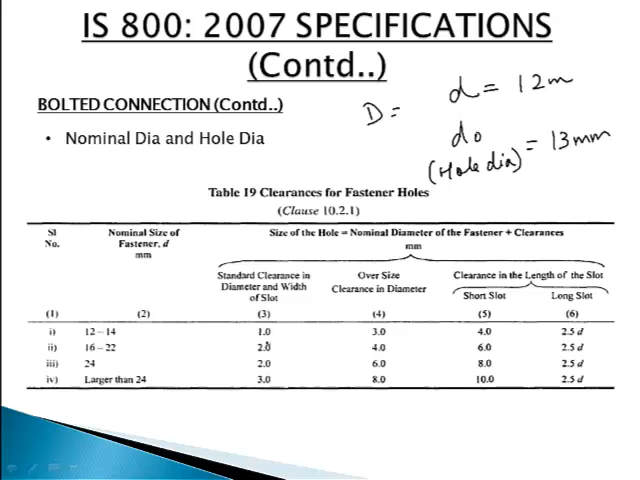 IS 800: 2007 SPECIFICATIONS
(Contd..)
BOLTED CONNECTION (Contd..)
• Nominal Dia and Hole Dia
D = d = 12m
do
(Hole dia) = 13mm
Table 19 Clearances for Fastener Holes
(Clause 10.2.1)
Sl No. Nominal Size of Fastener, d mm Size of the Hole = Nominal Diameter of the Fastener + Clearances mm
Standard Clearance in Diameter and Width of Slot Over Size Clearance in Diameter Clearance in the Length of the Slot
Short Slot Long Slot
(1) (2) (3) (4) (5) (6)
i) 12 – 14 1.0 3.0 4.0 2.5 d
ii) 16 – 22 2.0 4.0 6.0 2.5 d
iii) 24 2.0 6.0 8.0 2.5 d
iv) Larger than 24 3.0 8.0 10.0 2.5 d